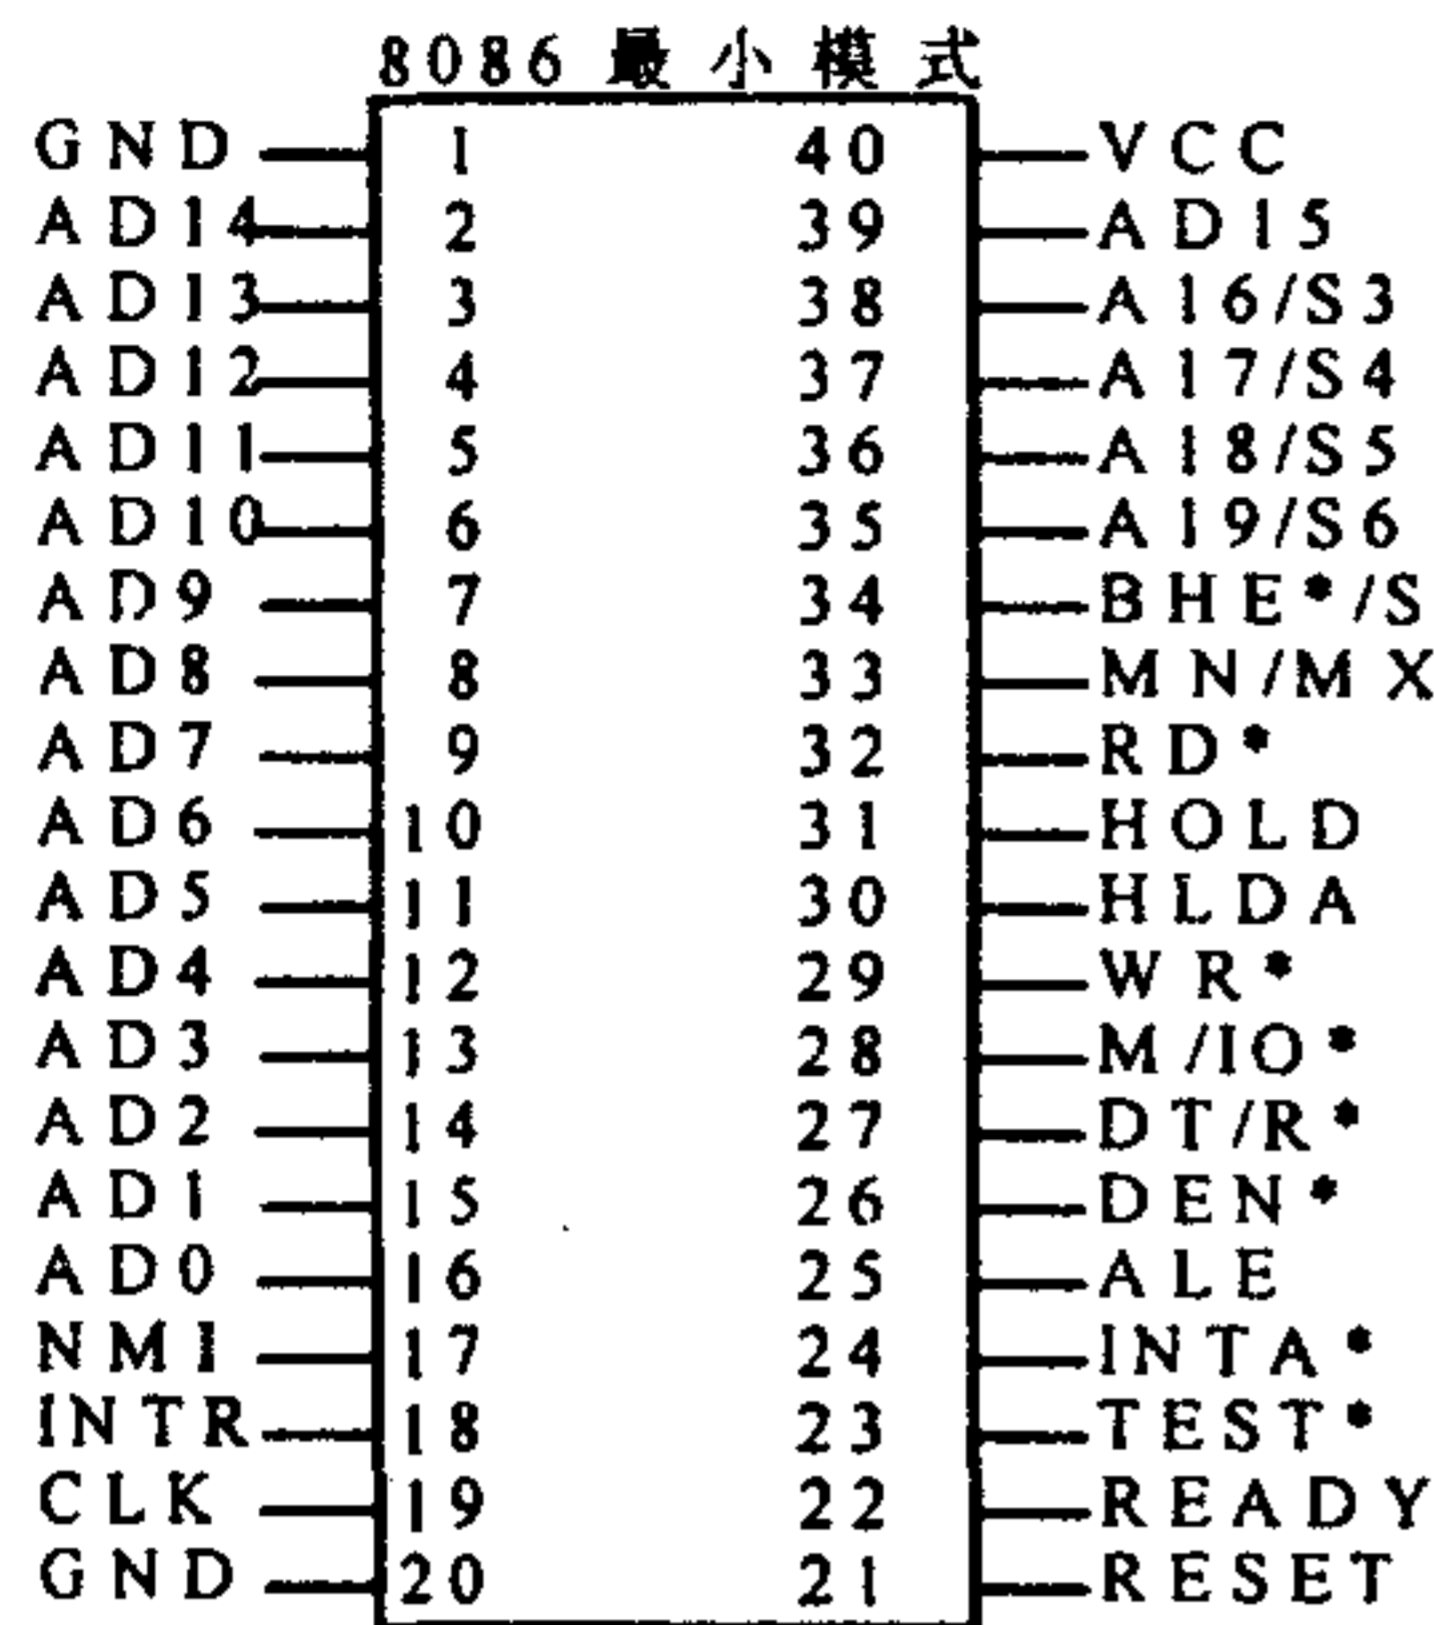 8086 最小模式
GND 1 40 VCC
AD14 2 39 AD15
AD13 3 38 A16/S3
AD12 4 37 A17/S4
AD11 5 36 A18/S5
AD10 6 35 A19/S6
AD9 7 34 BHE*/S
AD8 8 33 MN/MX
AD7 9 32 RD*
AD6 10 31 HOLD
AD5 11 30 HLDA
AD4 12 29 WR*
AD3 13 28 M/IO*
AD2 14 27 DT/R*
AD1 15 26 DEN*
AD0 16 25 ALE
NMI 17 24 INTA*
INTR 18 23 TEST*
CLK 19 22 READY
GND 20 21 RESET